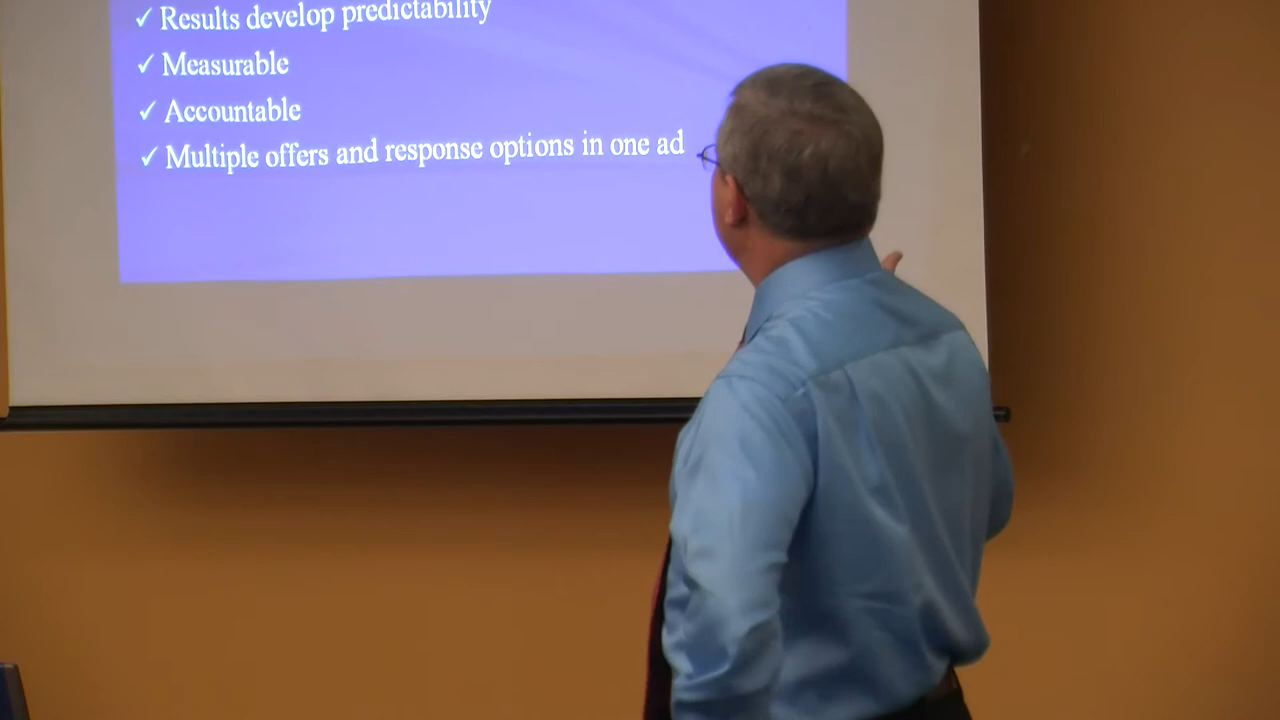 ✓ Results develop predictability
✓ Measurable
✓ Accountable
✓ Multiple offers and response options in one ad